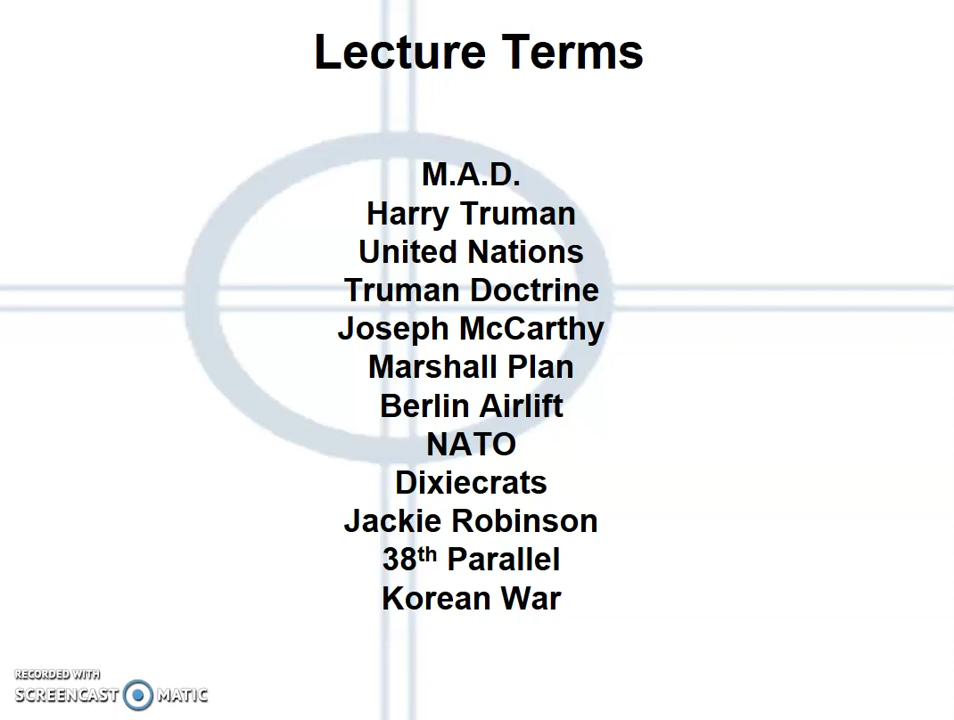 Lecture Terms
M.A.D.
Harry Truman
United Nations
Truman Doctrine
Joseph McCarthy
Marshall Plan
Berlin Airlift
NATO
Dixiecrats
Jackie Robinson
38th Parallel
Korean War
RECORDED WITH
SCREENCAST MATIC